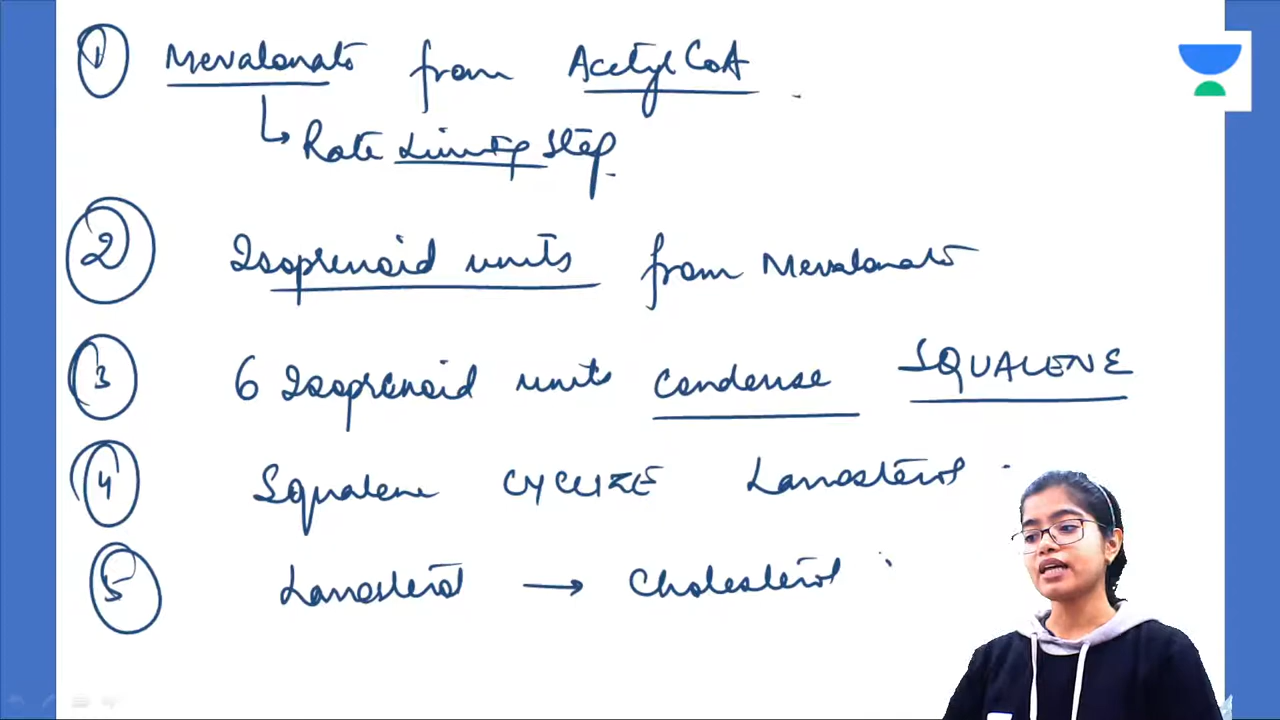 1 Mevalonate from Acetyl CoA
↳ Rate Limiting Step
2 Isoprenoid units from Mevalonate
3 6 Isoprenoid units condense SQUALENE
4 Squalene CYCLIZE Lanosterol
5 Lanosterol → Cholesterol